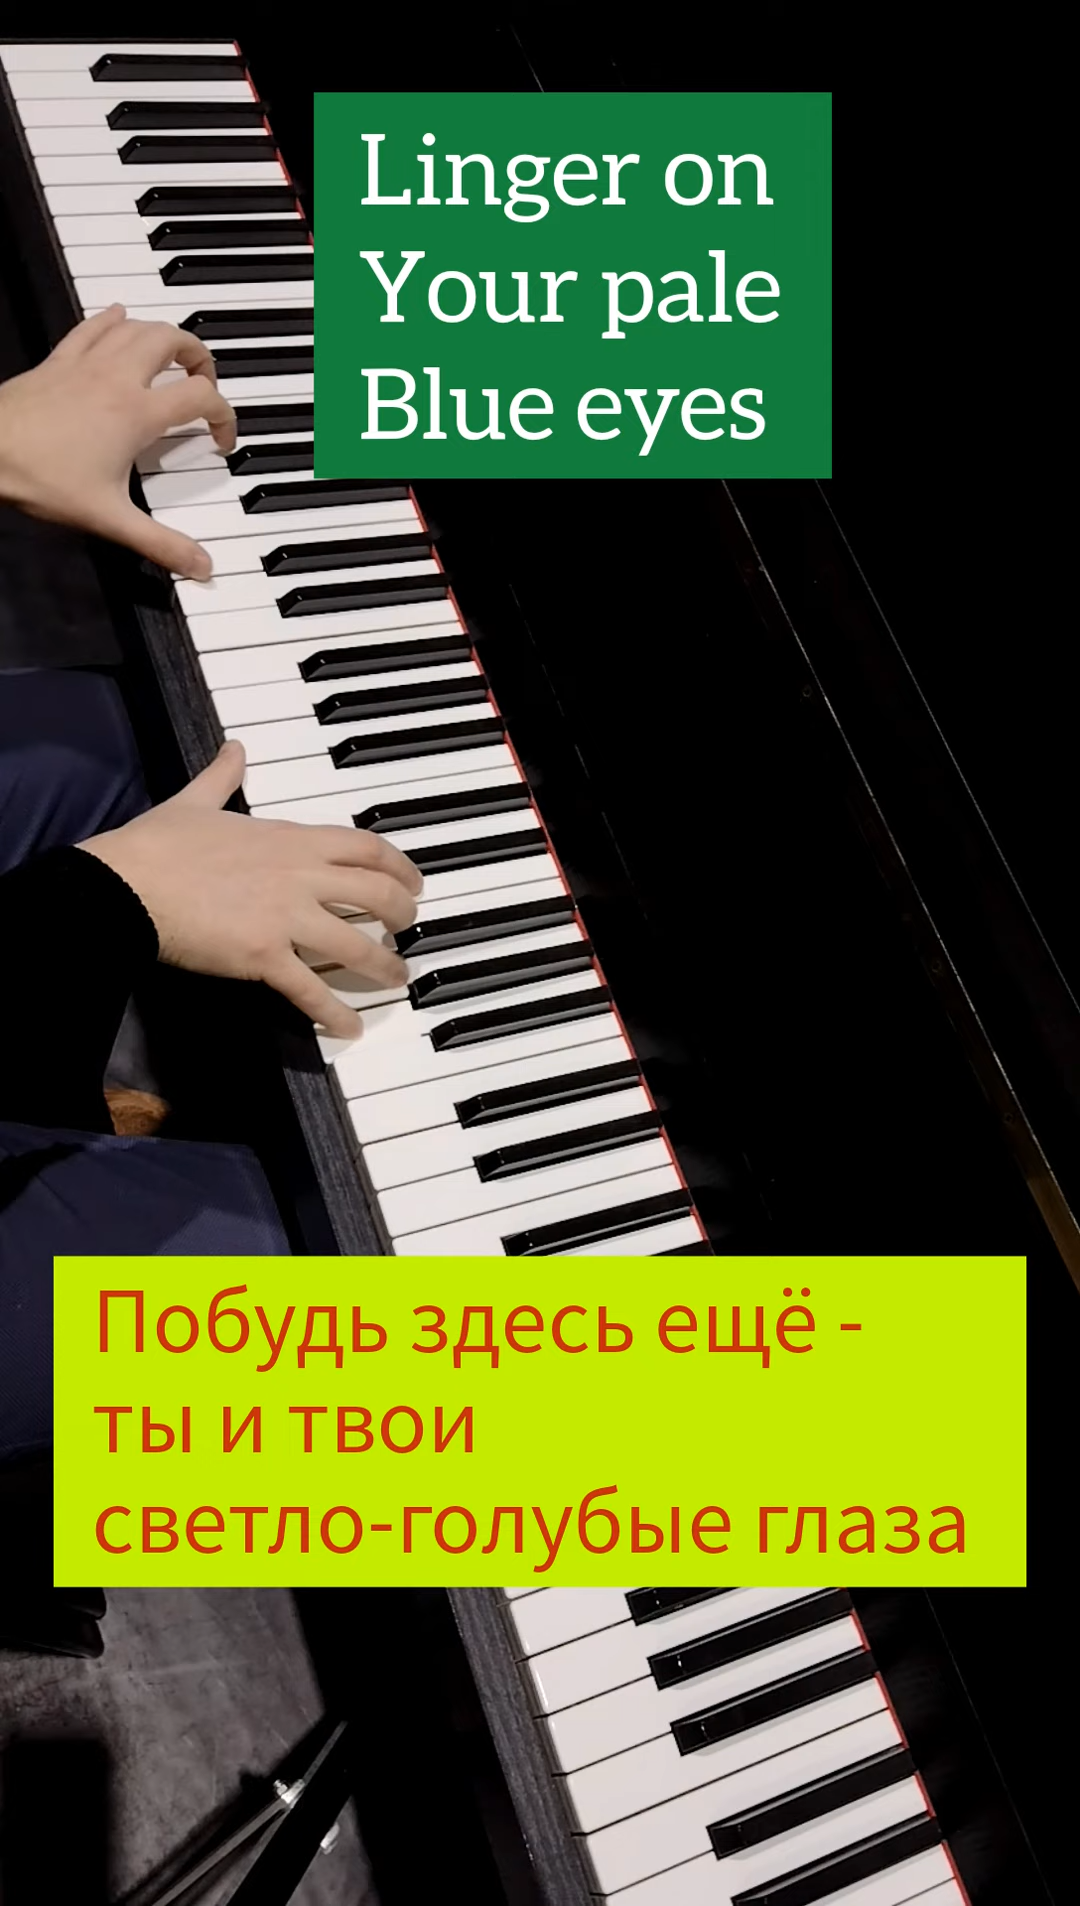 Linger on
Your pale
Blue eyes
Побудь здесь ещё -
ты и твои
светло-голубые глаза